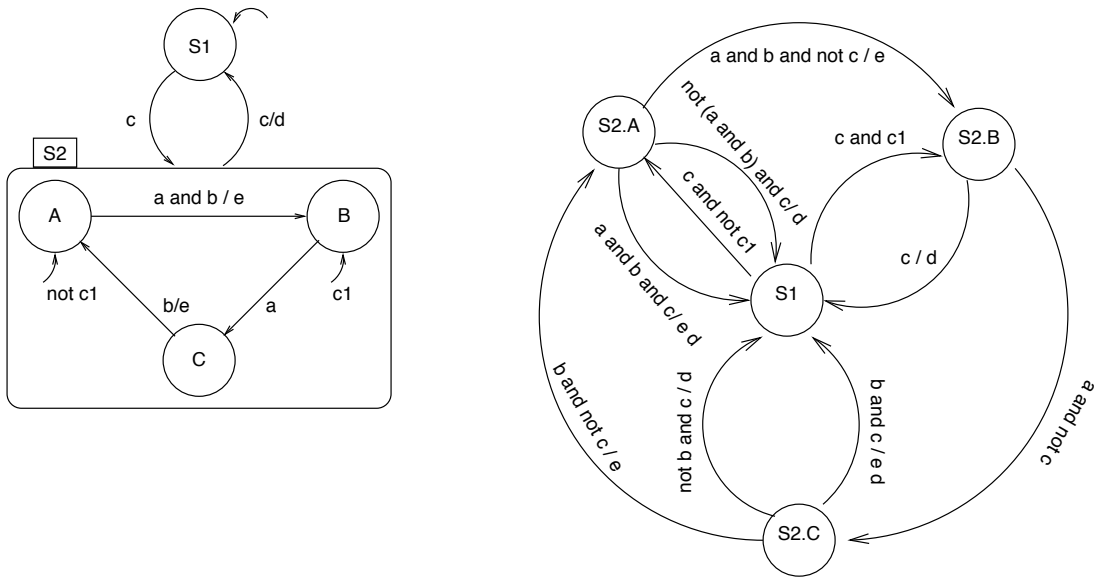 S1
c
c/d
S2
a and b / e
A
B
not c1
b/e
a
c1
C
a and b and not c / e
S2.A
not (a and b) and c/ d
c and c1
S2.B
c and not c1
a and b and c/ e d
c / d
S1
b and not c / e
not b and c / d
b and c / e d
a and not c
S2.C